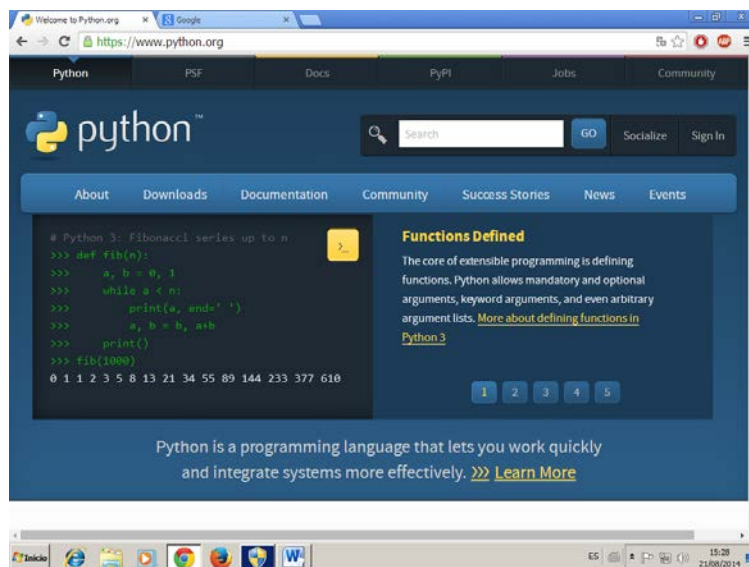 Welcome to Python.org
Google
https://www.python.org
Python PSF Docs PyPI Jobs Community
python™
Search GO Socialize Sign In
About Downloads Documentation Community Success Stories News Events
# Python 3: Fibonacci series up to n
>>> def fib(n):
>>>     a, b = 0, 1
>>>     while a < n:
>>>         print(a, end=' ')
>>>         a, b = b, a+b
>>>     print()
>>> fib(1000)
0 1 1 2 3 5 8 13 21 34 55 89 144 233 377 610
>_
Functions Defined
The core of extensible programming is defining
functions. Python allows mandatory and optional
arguments, keyword arguments, and even arbitrary
argument lists. More about defining functions in
Python 3
1 2 3 4 5
Python is a programming language that lets you work quickly
and integrate systems more effectively. >>> Learn More
Inicio
ES
15:28
21/08/2014